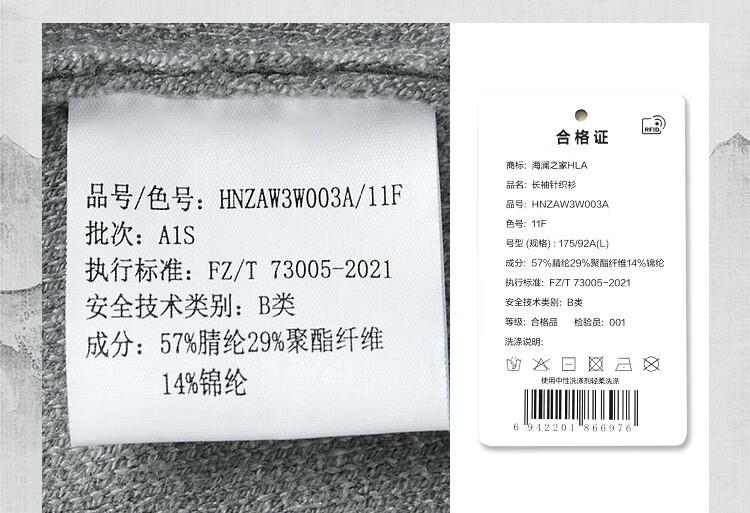 品号/色号：HNZAW3W003A/11F
批次：A1S
执行标准：FZ/T 73005-2021
安全技术类别：B类
成分：57%腈纶29%聚酯纤维
14%锦纶
RFID
合格证
商标：海澜之家HLA
品名：长袖针织衫
品号：HNZAW3W003A
色号：11F
号型(规格)：175/92A(L)
成分：57%腈纶29%聚酯纤维14%锦纶
执行标准：FZ/T 73005-2021
安全技术类别：B类
等级：合格品 检验员：001
洗涤说明：
使用中性洗涤剂轻柔洗涤
6 942201 866976